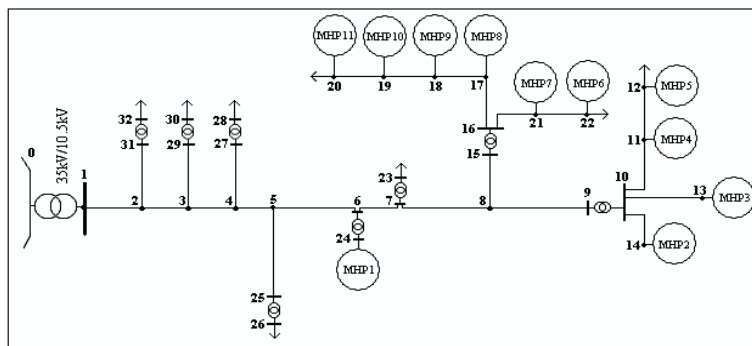 MHP11 MHP10 MHP9 MHP8
20 19 18 17
MHP7 MHP6
21 22
16
15
12 MHP5
11 MHP4
10
13
MHP3
14 MHP2
9
8
32 30 28
31 29 27
23
0
35kV/10.5kV
1
2 3 4 5 6 7
24
MHP1
25
26